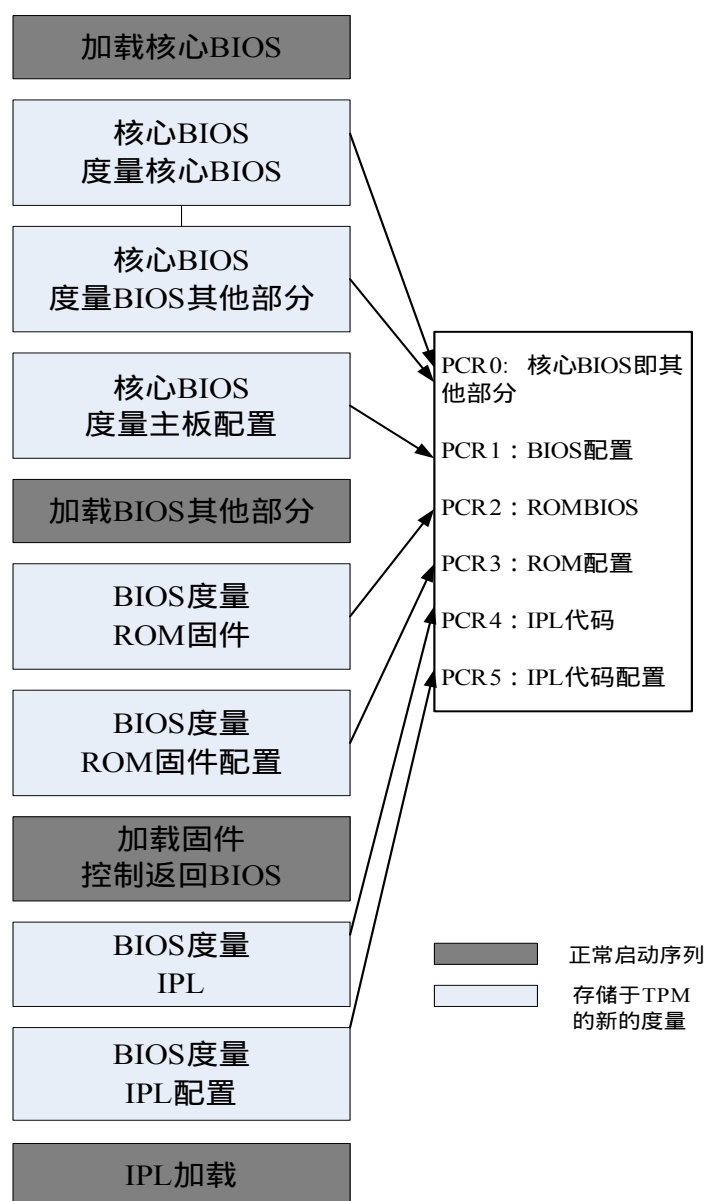 加载核心BIOS
核心BIOS
度量核心BIOS
核心BIOS
度量BIOS其他部分
核心BIOS
度量主板配置
加载BIOS其他部分
BIOS度量
ROM固件
BIOS度量
ROM固件配置
加载固件
控制返回BIOS
BIOS度量
IPL
BIOS度量
IPL配置
IPL加载
PCR0: 核心BIOS即其
他部分
PCR1：BIOS配置
PCR2：ROMBIOS
PCR3：ROM配置
PCR4：IPL代码
PCR5：IPL代码配置
正常启动序列
存储于TPM
的新的度量